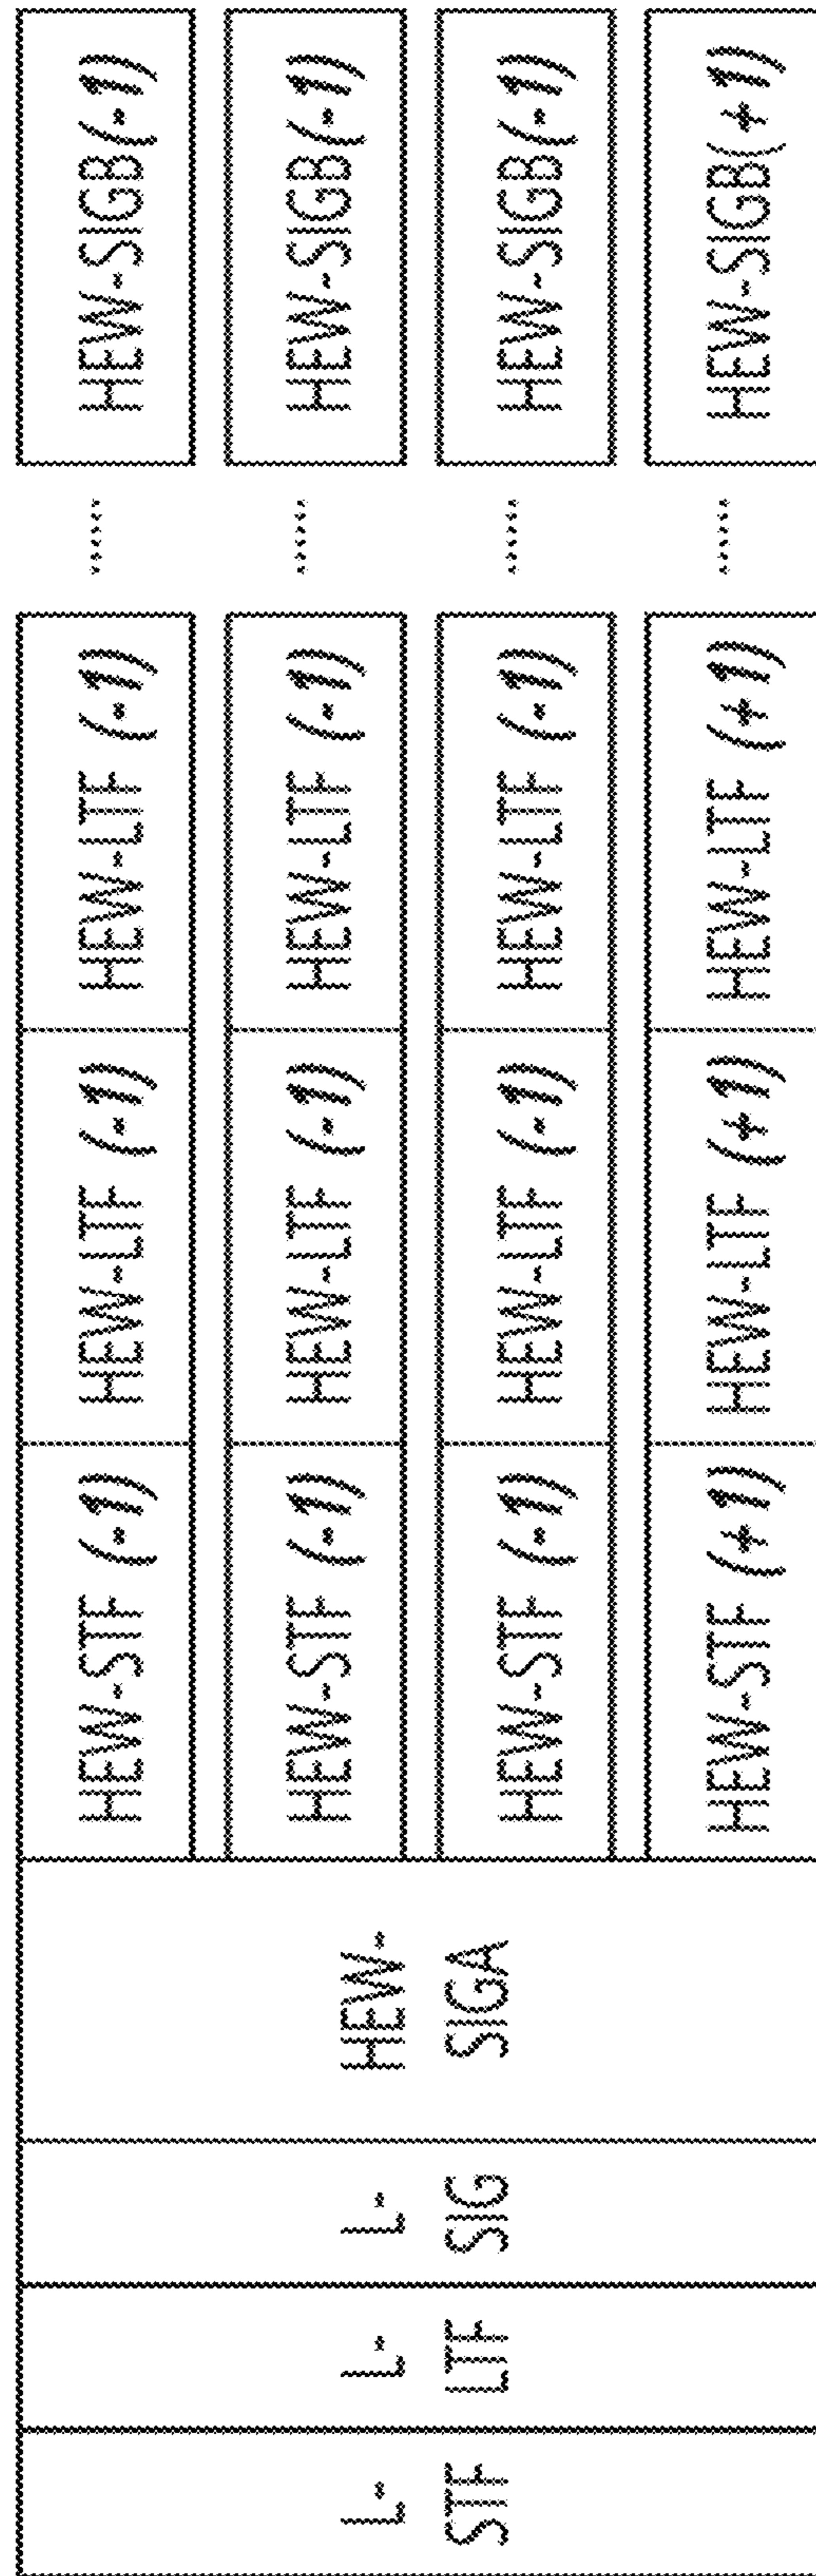 L-
STF
L-
LTF
L-
SIG
HEW-
SIGA
HEW-STF (-1)
HEW-LTF (-1)
HEW-LTF (-1)
.....
HEW-SIGB(-1)
HEW-STF (-1)
HEW-LTF (-1)
HEW-LTF (-1)
.....
HEW-SIGB(-1)
HEW-STF (-1)
HEW-LTF (-1)
HEW-LTF (-1)
.....
HEW-SIGB(-1)
HEW-STF (+1)
HEW-LTF (+1)
HEW-LTF (+1)
.....
HEW-SIGB(+1)